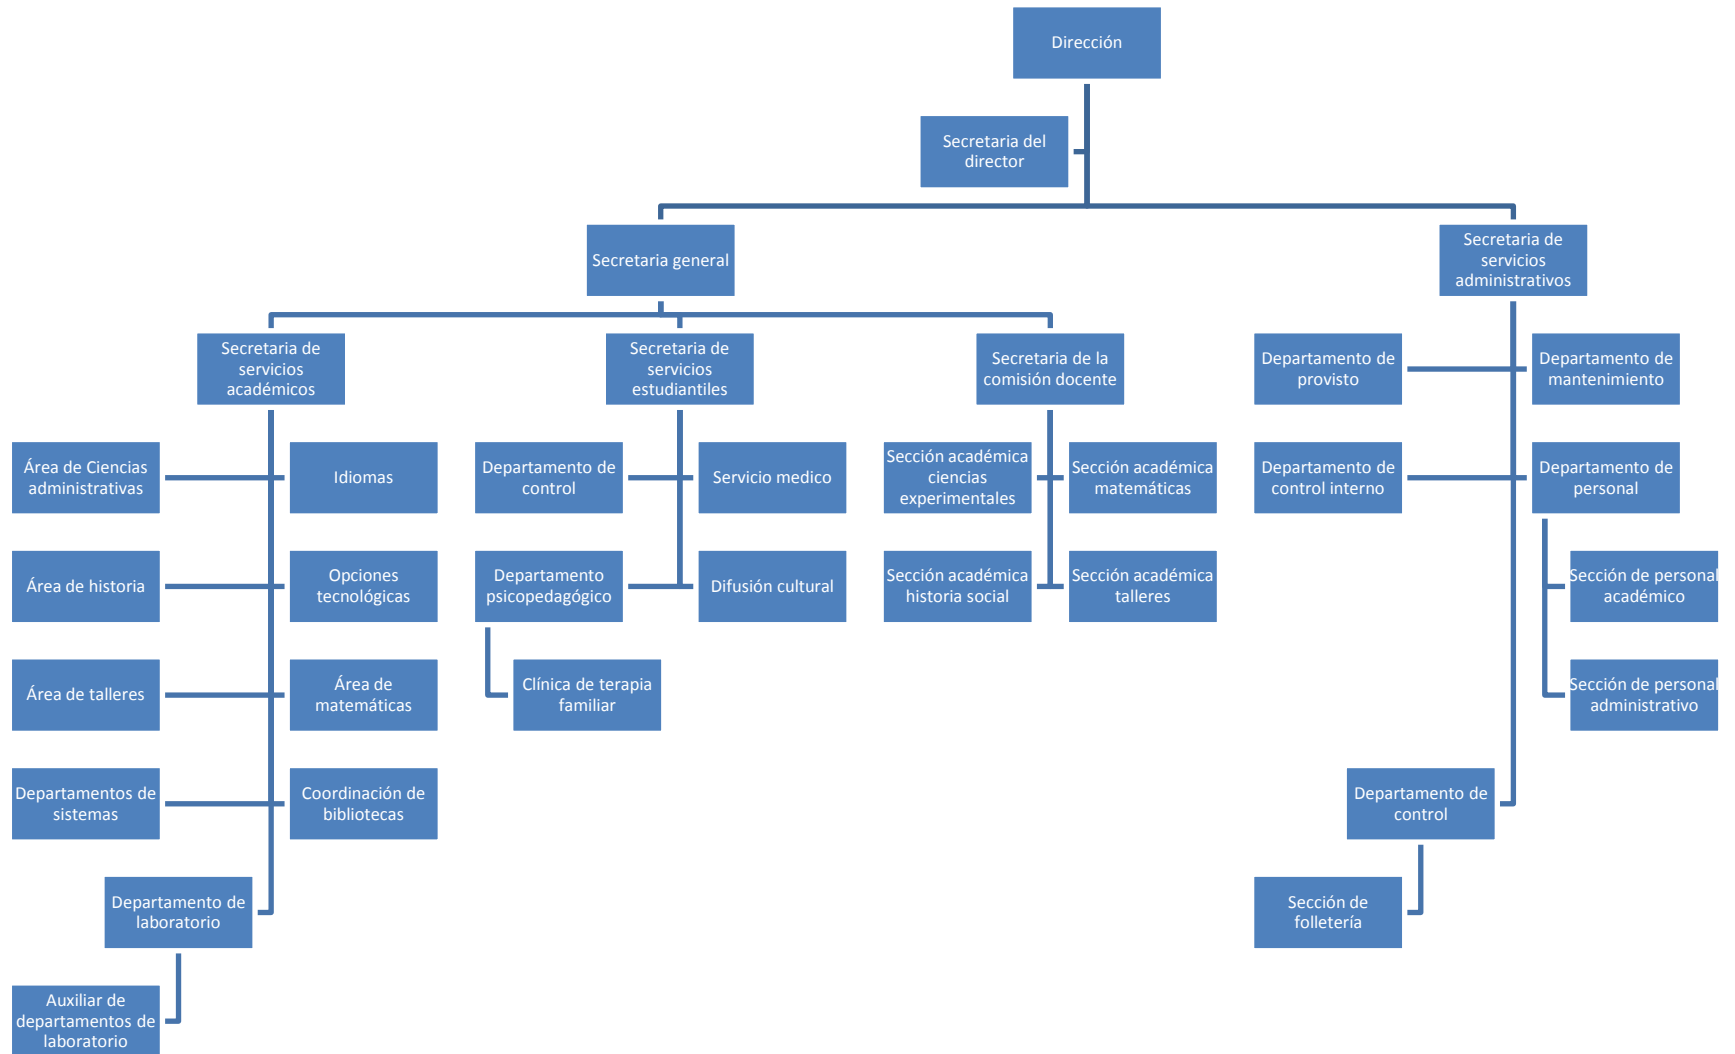 Dirección
Secretaria del
director
Secretaria general
Secretaria de
servicios
administrativos
Secretaria de
servicios
académicos
Secretaria de
servicios
estudiantiles
Secretaria de la
comisión docente
Departamento de
provisto
Departamento de
mantenimiento
Área de Ciencias
administrativas
Idiomas
Departamento de
control
Servicio medico
Sección académica
ciencias
experimentales
Sección académica
matemáticas
Departamento de
control interno
Departamento de
personal
Área de historia
Opciones
tecnológicas
Departamento
psicopedagógico
Difusión cultural
Sección académica
historia social
Sección académica
talleres
Sección de personal
académico
Área de talleres
Área de
matemáticas
Clínica de terapia
familiar
Sección de personal
administrativo
Departamentos de
sistemas
Coordinación de
bibliotecas
Departamento de
control
Departamento de
laboratorio
Sección de
folletería
Auxiliar de
departamentos de
laboratorio